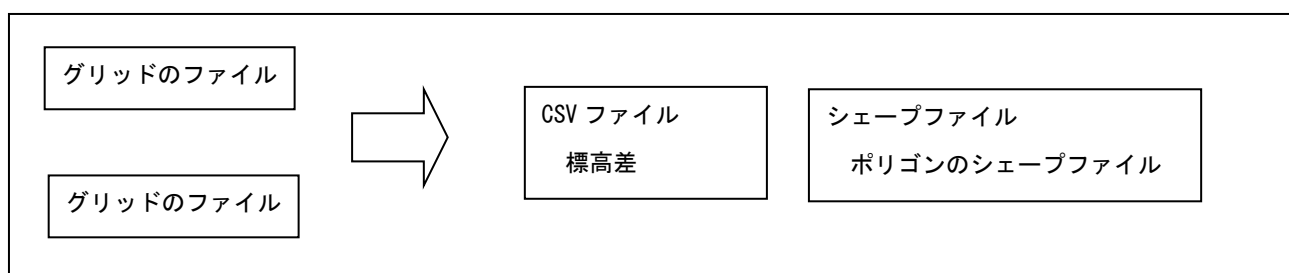 グリッドのファイル
グリッドのファイル
CSV ファイル
標高差
シェープファイル
ポリゴンのシェープファイル